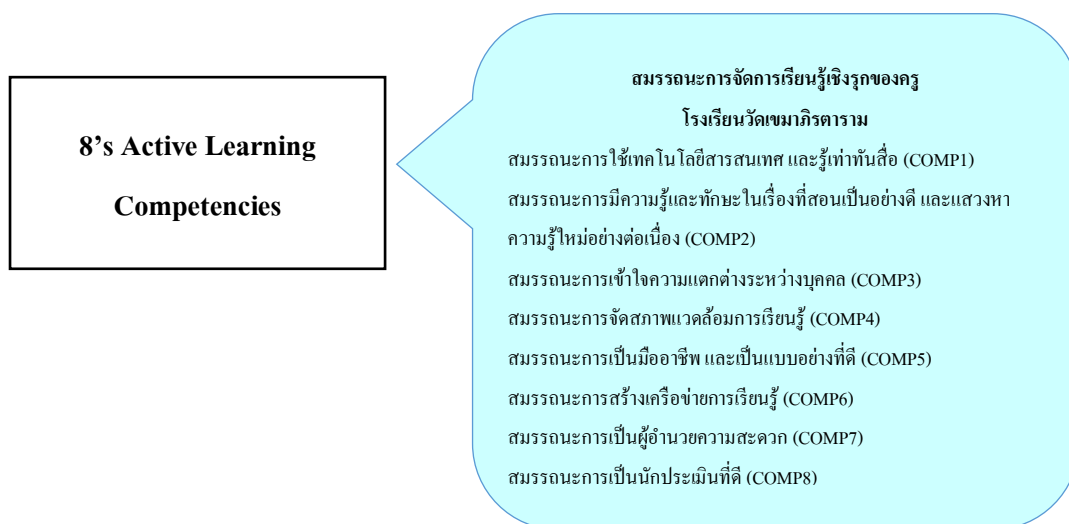 8’s Active Learning
Competencies
สมรรถนะการจัดการเรียนรู้เชิงรุกของครู
โรงเรียนวัดเขมาภิรตาราม
สมรรถนะการใช้เทคโนโลยีสารสนเทศ และรู้เท่าทันสื่อ (COMP1)
สมรรถนะการมีความรู้และทักษะในเรื่องที่สอนเป็นอย่างดี และแสวงหา
ความรู้ใหม่อย่างต่อเนื่อง (COMP2)
สมรรถนะการเข้าใจความแตกต่างระหว่างบุคคล (COMP3)
สมรรถนะการจัดสภาพแวดล้อมการเรียนรู้ (COMP4)
สมรรถนะการเป็นมืออาชีพ และเป็นแบบอย่างที่ดี (COMP5)
สมรรถนะการสร้างเครือข่ายการเรียนรู้ (COMP6)
สมรรถนะการเป็นผู้อำนวยความสะดวก (COMP7)
สมรรถนะการเป็นนักประเมินที่ดี (COMP8)